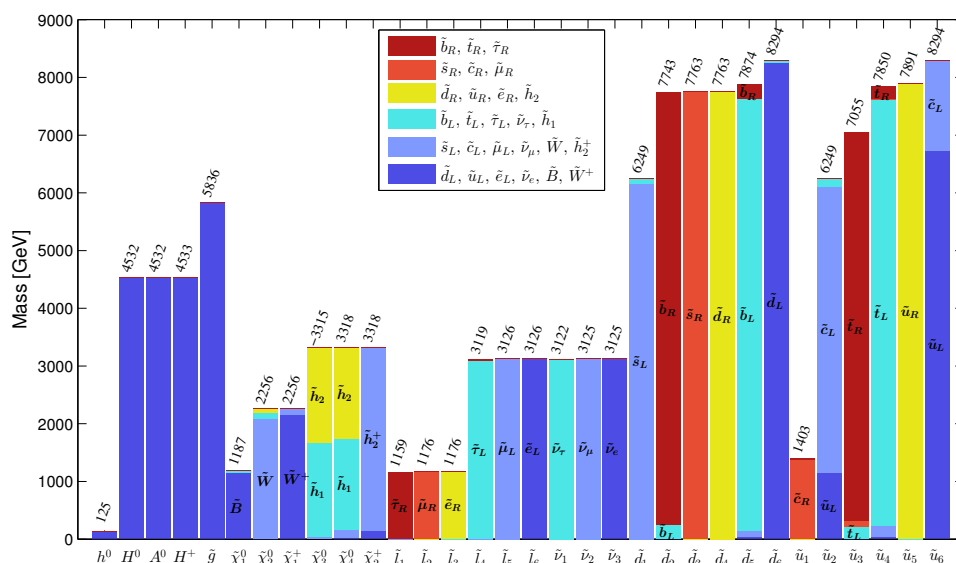 9000
8000
7000
6000
5000
4000
3000
2000
1000
0
Mass [GeV]
b̃_R, t̃_R, τ̃_R
s̃_R, c̃_R, μ̃_R
d̃_R, ũ_R, ẽ_R, h̃_2
b̃_L, t̃_L, τ̃_L, ν̃_τ, h̃_1
s̃_L, c̃_L, μ̃_L, ν̃_μ, W̃, h̃_2^+
d̃_L, ũ_L, ẽ_L, ν̃_e, B̃, W̃^+
125 4532 4532 4533 5836 1187 2256 2256 −3315 3318 3318 1159 1176 1176 3119 3126 3126 3122 3125 3125 6249 7743 7763 7763 7874 8294 1403 6249 7055 7850 7891 8294
B̃ W̃ W̃^+ h̃_2 h̃_1 h̃_2 h̃_1 h̃_2^+ τ̃_R μ̃_R ẽ_R τ̃_L μ̃_L ẽ_L ν̃_τ ν̃_μ ν̃_e s̃_L b̃_R b̃_L s̃_R d̃_R b̃_R b̃_L d̃_L c̃_R c̃_L ũ_L t̃_R t̃_L t̃_R t̃_L ũ_R c̃_L ũ_L
h^0 H^0 A^0 H^+ g̃ χ̃_1^0 χ̃_2^0 χ̃_1^+ χ̃_3^0 χ̃_4^0 χ̃_2^+ l̃_1 l̃_2 l̃_3 l̃_4 l̃_5 l̃_6 ν̃_1 ν̃_2 ν̃_3 d̃_1 d̃_2 d̃_3 d̃_4 d̃_5 d̃_6 ũ_1 ũ_2 ũ_3 ũ_4 ũ_5 ũ_6